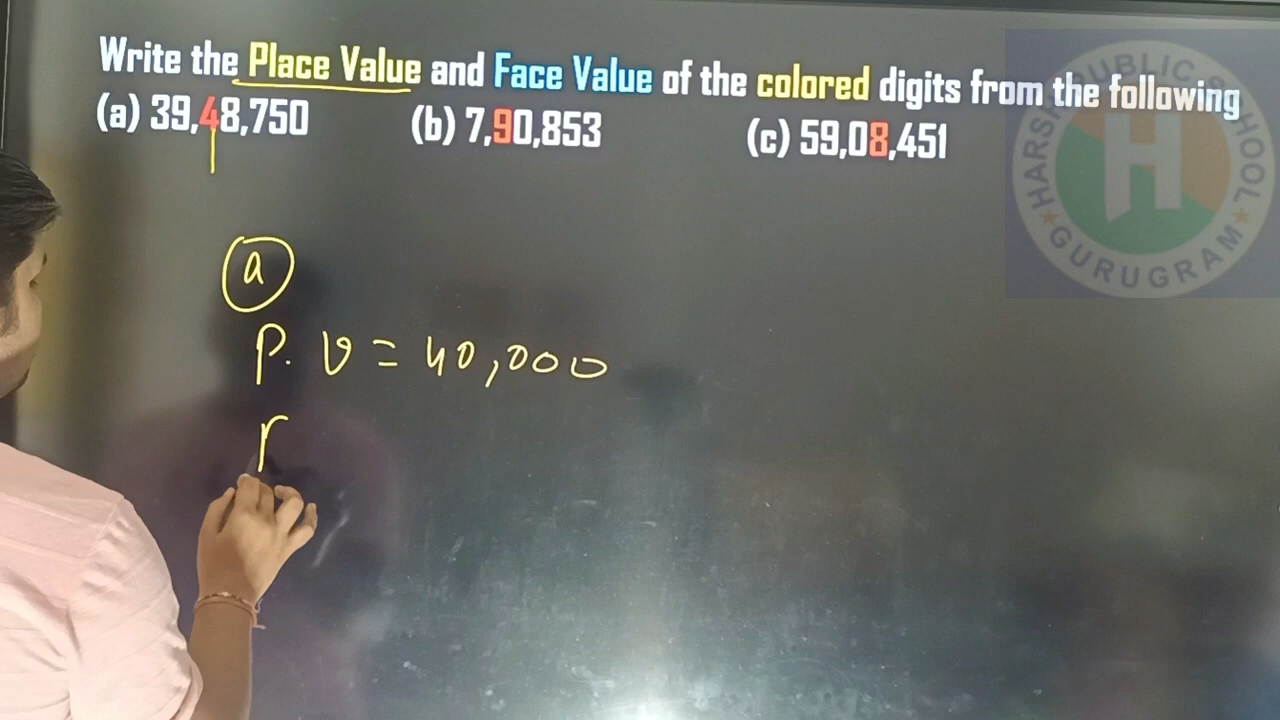 Write the Place Value and Face Value of the colored digits from the following
(a) 39,48,750 (b) 7,90,853 (c) 59,08,451
HARSH PUBLIC SCHOOL
H
GURUGRAM
a
P. V = 40,000